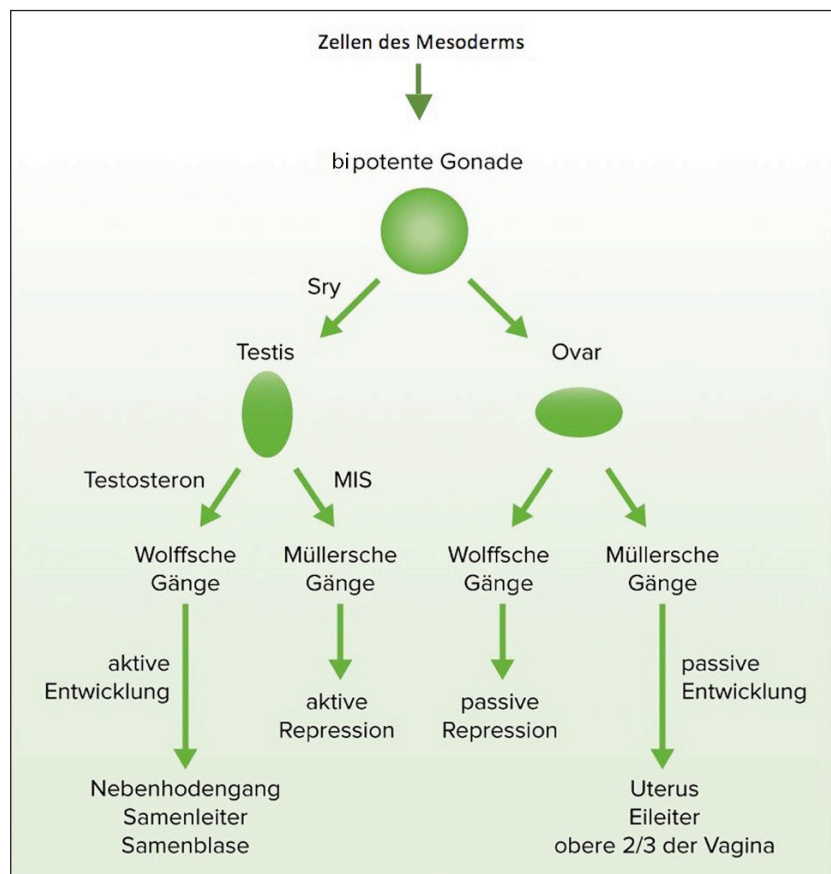 Zellen des Mesoderms
bipotente Gonade
Sry
Testis
Ovar
Testosteron
MIS
Wolffsche
Gänge
Müllersche
Gänge
Wolffsche
Gänge
Müllersche
Gänge
aktive
Entwicklung
aktive
Repression
passive
Repression
passive
Entwicklung
Nebenhodengang
Samenleiter
Samenblase
Uterus
Eileiter
obere 2/3 der Vagina